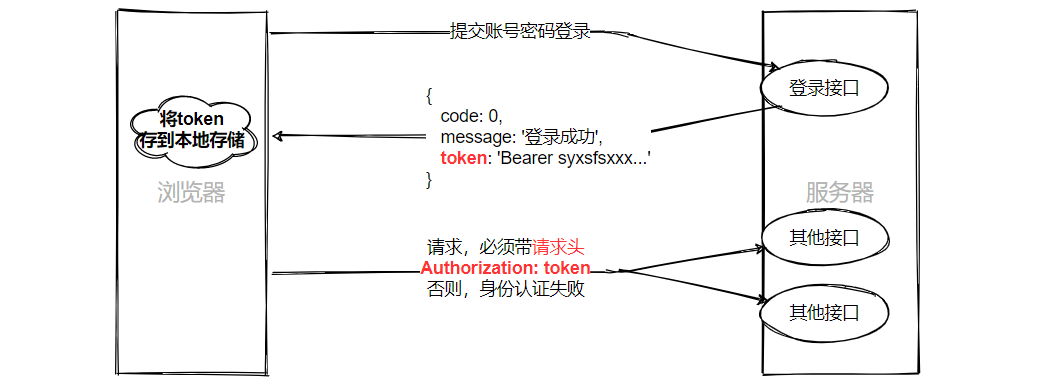 提交账号密码登录
登录接口
{
code: 0,
message: '登录成功',
token: 'Bearer syxsfsxxx...'
}
将token
存到本地存储
浏览器
服务器
其他接口
请求，必须带请求头
Authorization: token
否则，身份认证失败
其他接口